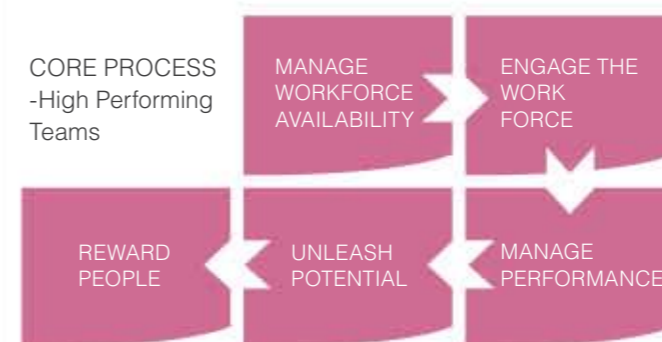 CORE PROCESS
-High Performing
Teams
MANAGE
WORKFORCE
AVAILABILITY
ENGAGE THE
WORK
FORCE
MANAGE
PERFORMANCE
UNLEASH
POTENTIAL
REWARD
PEOPLE